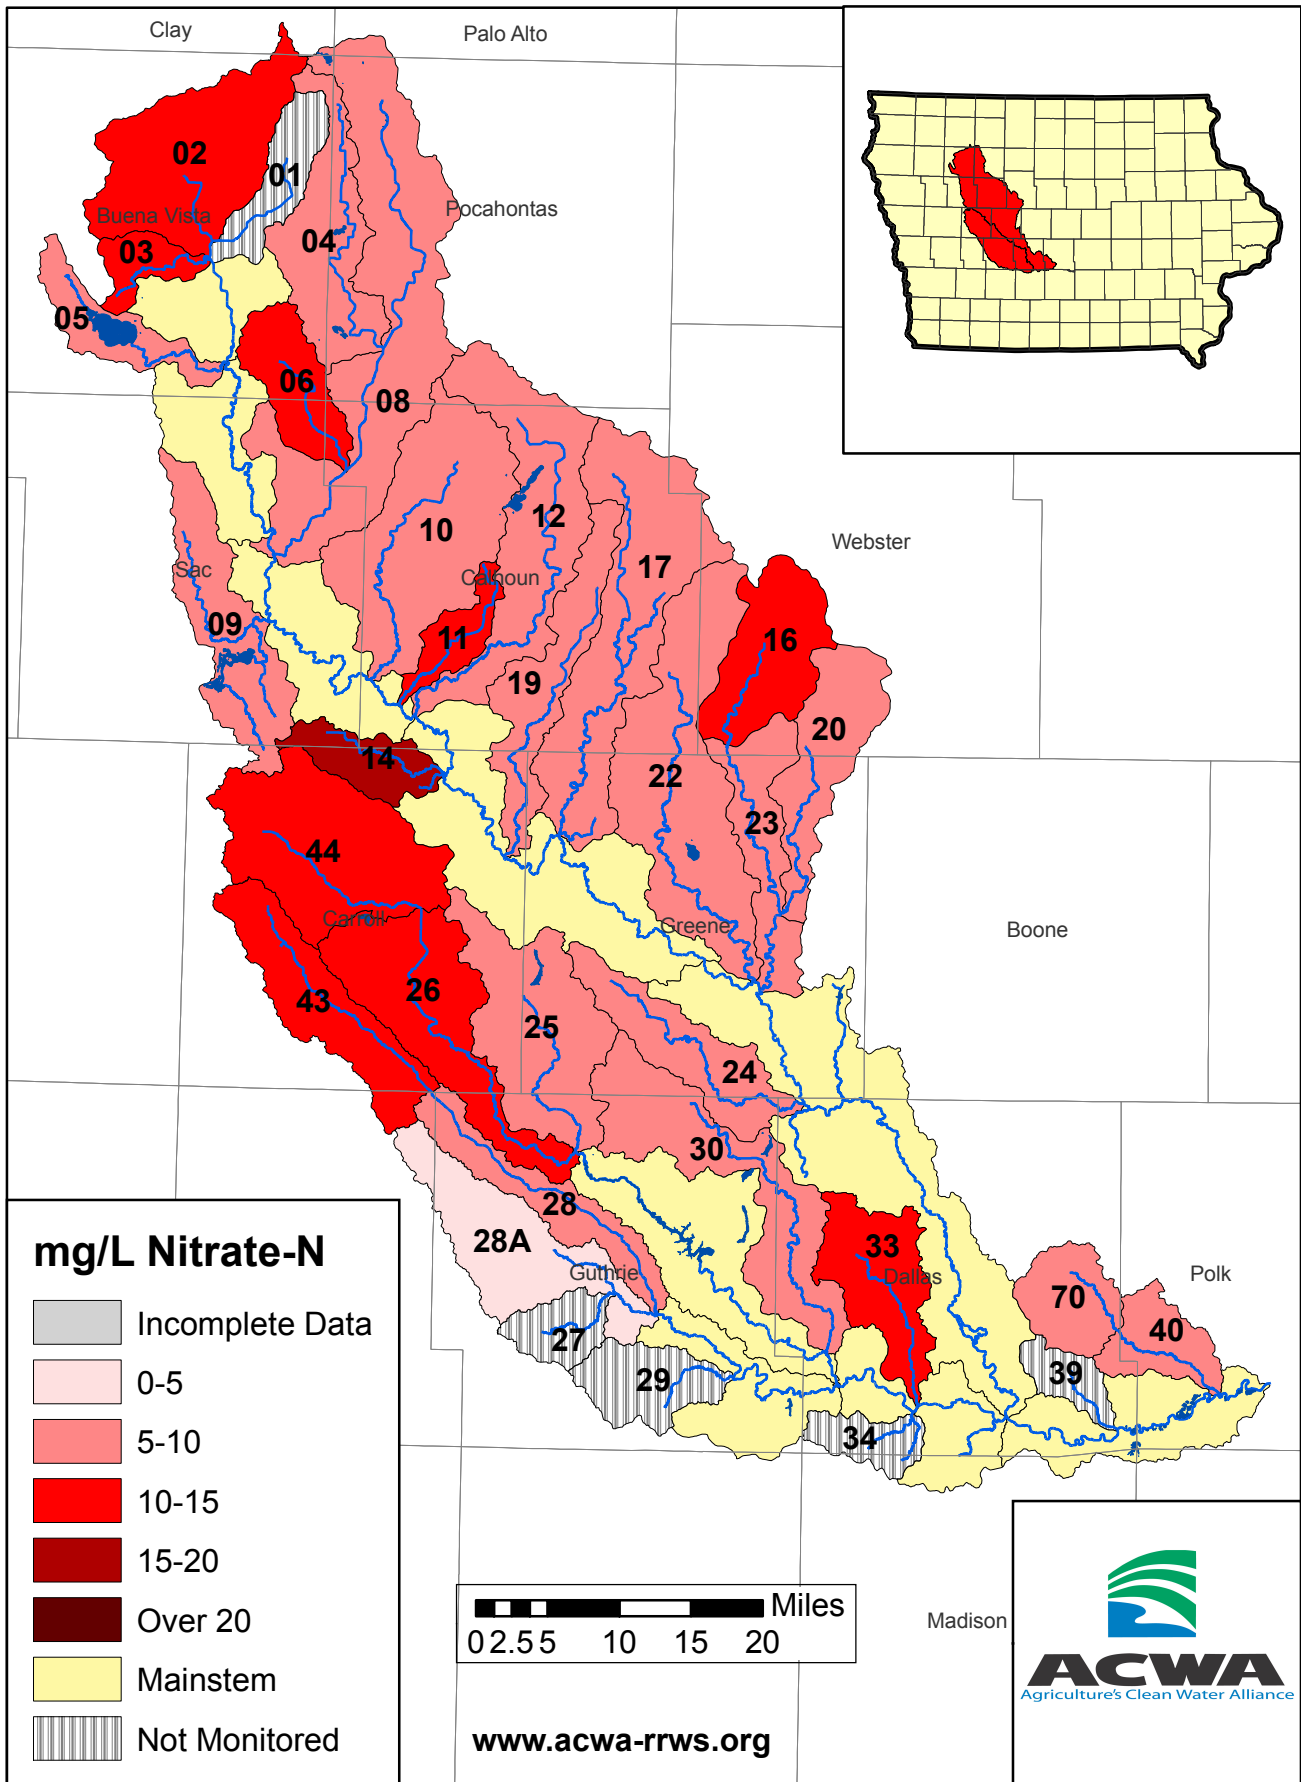 Clay
Palo Alto
02
01
Buena Vista
Pocahontas
03
04
05
06
08
10
12
Webster
17
Sac
Calhoun
09
11
16
19
20
14
22
23
44
Carroll
Greene
Boone
43
26
25
24
30
28
28A
33
Guthrie
Dallas
Polk
70
40
27
29
39
34
mg/L Nitrate-N
Incomplete Data
0-5
5-10
10-15
15-20
Over 20
Mainstem
Not Monitored
Miles
0 2.5 5 10 15 20
www.acwa-rrws.org
Madison
ACWA
Agriculture's Clean Water Alliance